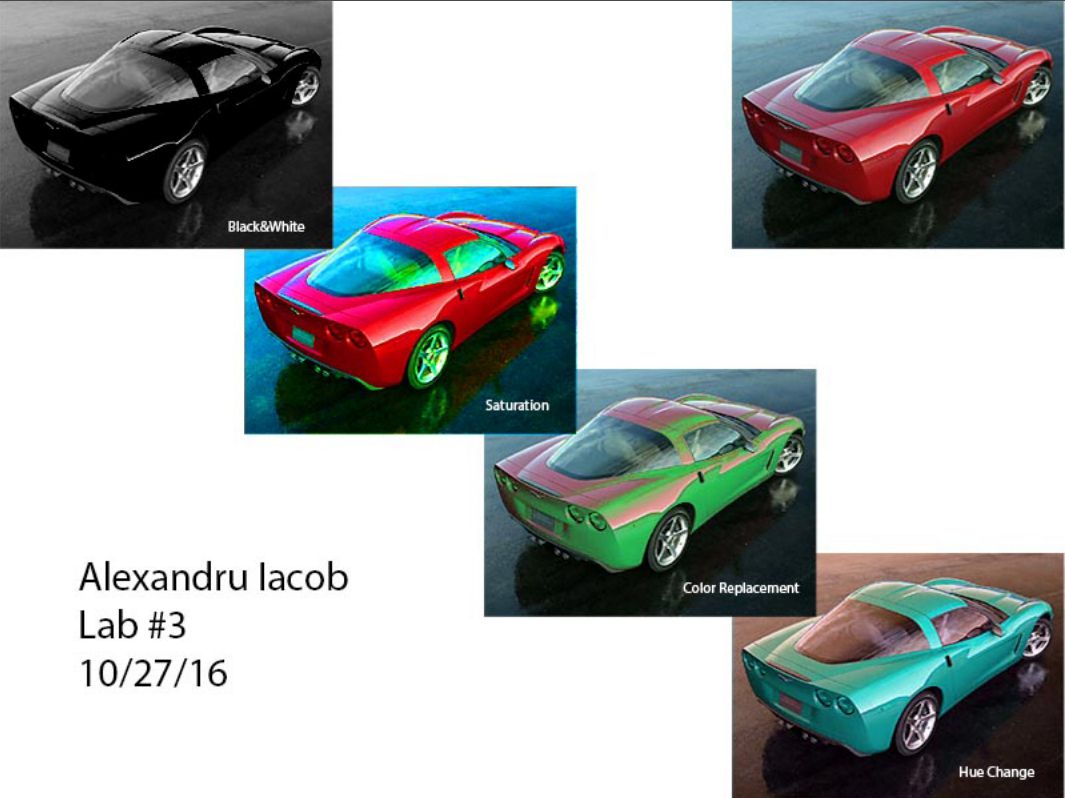 Black&White
Saturation
Color Replacement
Alexandru Iacob
Lab #3
10/27/16
Hue Change